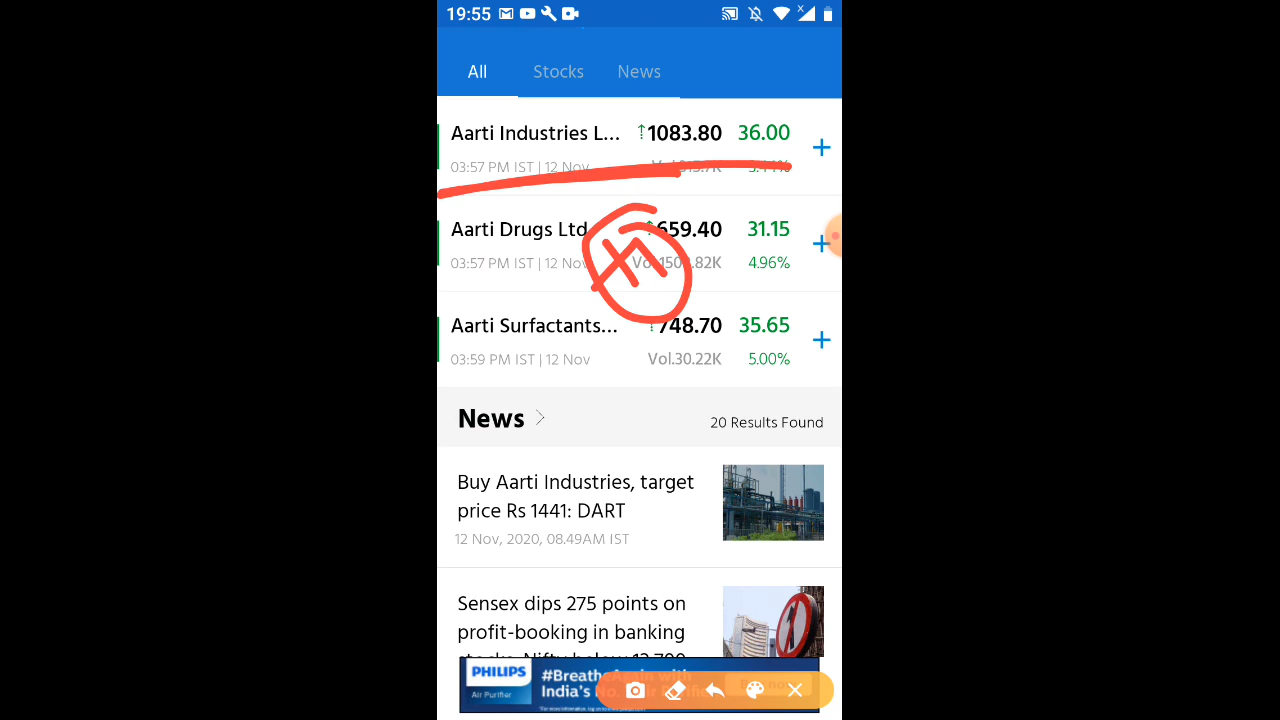 19:55
All Stocks News
Aarti Industries L... ↑1083.80 36.00
03:57 PM IST | 12 Nov
Aarti Drugs Ltd 659.40 31.15
03:57 PM IST | 12 Nov 4.96%
Aarti Surfactants... 748.70 35.65
03:59 PM IST | 12 Nov Vol.30.22K 5.00%
News
20 Results Found
Buy Aarti Industries, target
price Rs 1441: DART
12 Nov, 2020, 08.49AM IST
Sensex dips 275 points on
profit-booking in banking
PHILIPS
Air Purifier
#BreatheAgain with
India's No.